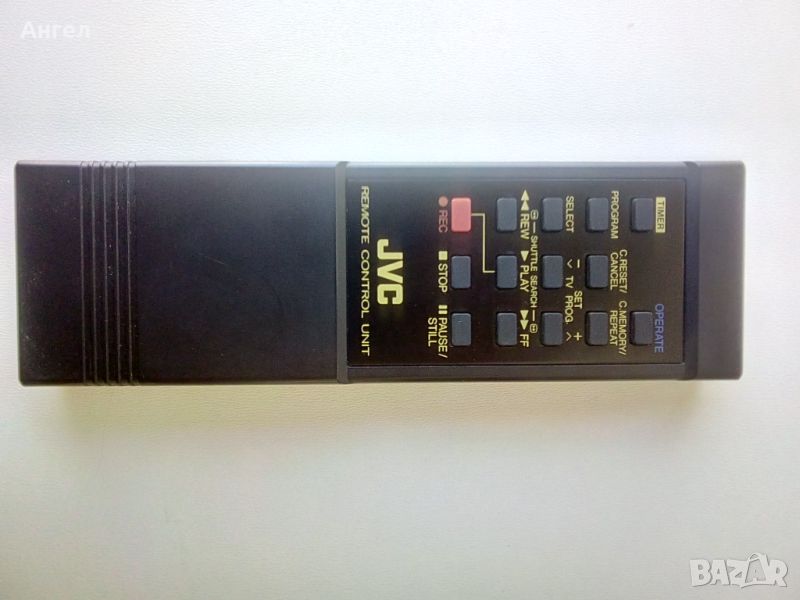 Ангел
TIMER
OPERATE
PROGRAM
C.RESET/
CANCEL
C.MEMORY/
REPEAT
SELECT
SET
− TV PROG +
SHUTTLE SEARCH
◀◀ REW ▶ PLAY ▶▶ FF
● REC ■ STOP ❚❚ PAUSE/
STILL
JVC
REMOTE CONTROL UNIT
BAZAR